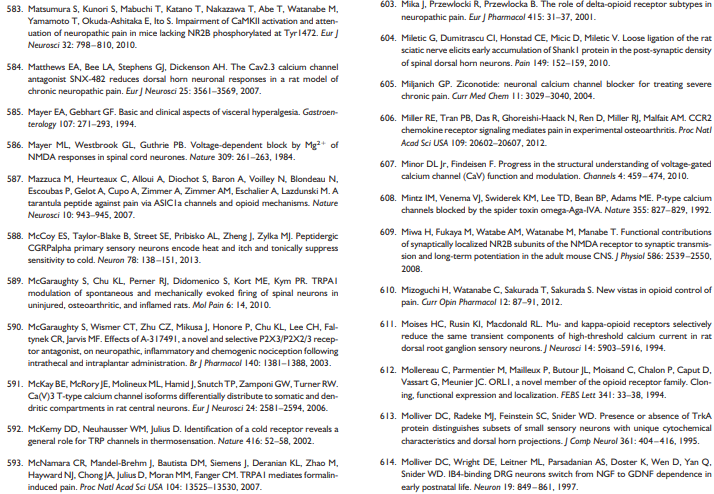 583. Matsumura S, Kunori S, Mabuchi T, Katano T, Nakazawa T, Abe T, Watanabe M,
Yamamoto T, Okuda-Ashitaka E, Ito S. Impairment of CaMKII activation and atten-
uation of neuropathic pain in mice lacking NR2B phosphorylated at Tyr1472. Eur J
Neurosci 32: 798–810, 2010.
584. Matthews EA, Bee LA, Stephens GJ, Dickenson AH. The Cav2.3 calcium channel
antagonist SNX-482 reduces dorsal horn neuronal responses in a rat model of
chronic neuropathic pain. Eur J Neurosci 25: 3561–3569, 2007.
585. Mayer EA, Gebhart GF. Basic and clinical aspects of visceral hyperalgesia. Gastroen-
terology 107: 271–293, 1994.
586. Mayer ML, Westbrook GL, Guthrie PB. Voltage-dependent block by Mg2+ of
NMDA responses in spinal cord neurones. Nature 309: 261–263, 1984.
587. Mazzuca M, Heurteaux C, Alloui A, Diochot S, Baron A, Voilley N, Blondeau N,
Escoubas P, Gelot A, Cupo A, Zimmer A, Zimmer AM, Eschalier A, Lazdunski M. A
tarantula peptide against pain via ASIC1a channels and opioid mechanisms. Nature
Neurosci 10: 943–945, 2007.
588. McCoy ES, Taylor-Blake B, Street SE, Pribisko AL, Zheng J, Zylka MJ. Peptidergic
CGRPalpha primary sensory neurons encode heat and itch and tonically suppress
sensitivity to cold. Neuron 78: 138–151, 2013.
589. McGaraughty S, Chu KL, Perner RJ, Didomenico S, Kort ME, Kym PR. TRPA1
modulation of spontaneous and mechanically evoked firing of spinal neurons in
uninjured, osteoarthritic, and inflamed rats. Mol Pain 6: 14, 2010.
590. McGaraughty S, Wismer CT, Zhu CZ, Mikusa J, Honore P, Chu KL, Lee CH, Fal-
tynek CR, Jarvis MF. Effects of A-317491, a novel and selective P2X3/P2X2/3 recep-
tor antagonist, on neuropathic, inflammatory and chemogenic nociception following
intrathecal and intraplantar administration. Br J Pharmacol 140: 1381–1388, 2003.
591. McKay BE, McRory JE, Molineux ML, Hamid J, Snutch TP, Zamponi GW, Turner RW.
Ca(V)3 T-type calcium channel isoforms differentially distribute to somatic and den-
dritic compartments in rat central neurons. Eur J Neurosci 24: 2581–2594, 2006.
592. McKemy DD, Neuhausser WM, Julius D. Identification of a cold receptor reveals a
general role for TRP channels in thermosensation. Nature 416: 52–58, 2002.
593. McNamara CR, Mandel-Brehm J, Bautista DM, Siemens J, Deranian KL, Zhao M,
Hayward NJ, Chong JA, Julius D, Moran MM, Fanger CM. TRPA1 mediates formalin-
induced pain. Proc Natl Acad Sci USA 104: 13525–13530, 2007.
603. Mika J, Przewlocki R, Przewlocka B. The role of delta-opioid receptor subtypes in
neuropathic pain. Eur J Pharmacol 415: 31–37, 2001.
604. Miletic G, Dumitrascu CI, Honstad CE, Micic D, Miletic V. Loose ligation of the rat
sciatic nerve elicits early accumulation of Shank1 protein in the post-synaptic density
of spinal dorsal horn neurons. Pain 149: 152–159, 2010.
605. Miljanich GP. Ziconotide: neuronal calcium channel blocker for treating severe
chronic pain. Curr Med Chem 11: 3029–3040, 2004.
606. Miller RE, Tran PB, Das R, Ghoreishi-Haack N, Ren D, Miller RJ, Malfait AM. CCR2
chemokine receptor signaling mediates pain in experimental osteoarthritis. Proc Natl
Acad Sci USA 109: 20602–20607, 2012.
607. Minor DL Jr, Findeisen F. Progress in the structural understanding of voltage-gated
calcium channel (CaV) function and modulation. Channels 4: 459–474, 2010.
608. Mintz IM, Venema VJ, Swiderek KM, Lee TD, Bean BP, Adams ME. P-type calcium
channels blocked by the spider toxin omega-Aga-IVA. Nature 355: 827–829, 1992.
609. Miwa H, Fukaya M, Watabe AM, Watanabe M, Manabe T. Functional contributions
of synaptically localized NR2B subunits of the NMDA receptor to synaptic transmis-
sion and long-term potentiation in the adult mouse CNS. J Physiol 586: 2539–2550,
2008.
610. Mizoguchi H, Watanabe C, Sakurada T, Sakurada S. New vistas in opioid control of
pain. Curr Opin Pharmacol 12: 87–91, 2012.
611. Moises HC, Rusin KI, Macdonald RL. Mu- and kappa-opioid receptors selectively
reduce the same transient components of high-threshold calcium current in rat
dorsal root ganglion sensory neurons. J Neurosci 14: 5903–5916, 1994.
612. Mollereau C, Parmentier M, Mailleux P, Butour JL, Moisand C, Chalon P, Caput D,
Vassart G, Meunier JC. ORL1, a novel member of the opioid receptor family. Clon-
ing, functional expression and localization. FEBS Lett 341: 33–38, 1994.
613. Molliver DC, Radeke MJ, Feinstein SC, Snider WD. Presence or absence of TrkA
protein distinguishes subsets of small sensory neurons with unique cytochemical
characteristics and dorsal horn projections. J Comp Neurol 361: 404–416, 1995.
614. Molliver DC, Wright DE, Leitner ML, Parsadanian AS, Doster K, Wen D, Yan Q,
Snider WD. IB4-binding DRG neurons switch from NGF to GDNF dependence in
early postnatal life. Neuron 19: 849–861, 1997.